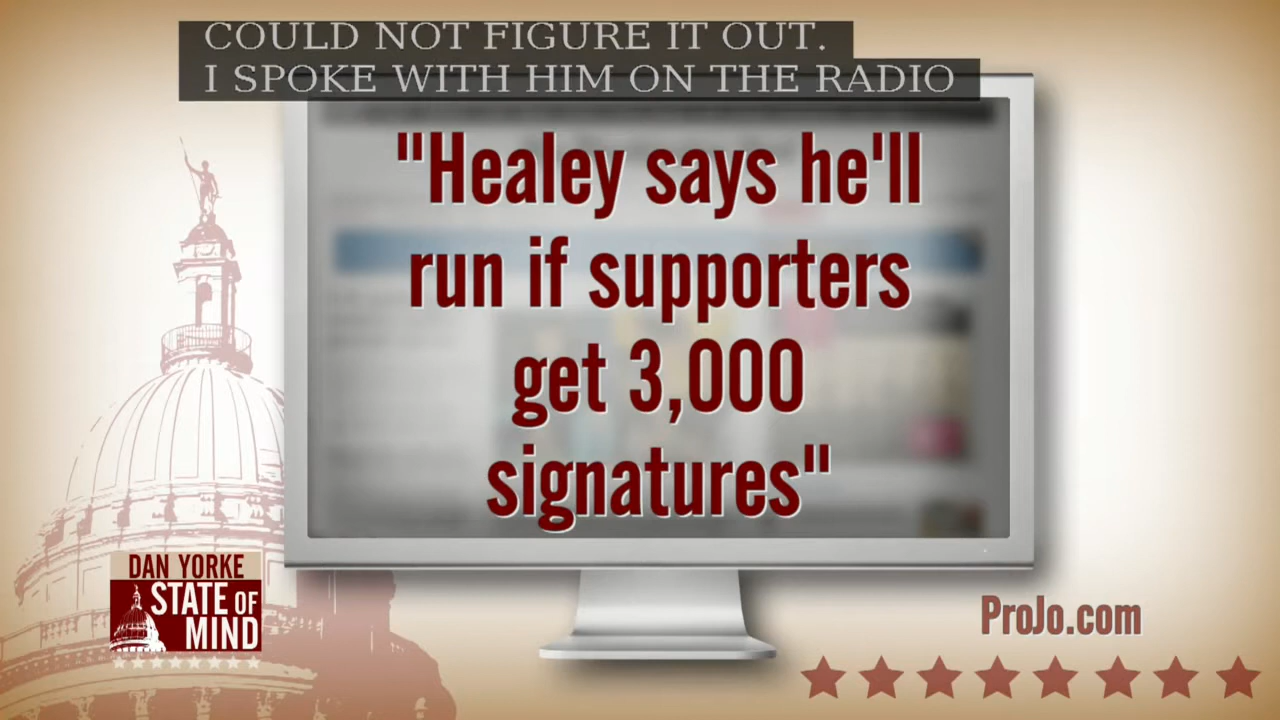 COULD NOT FIGURE IT OUT.
I SPOKE WITH HIM ON THE RADIO
"Healey says he'll
run if supporters
get 3,000
signatures"
DAN YORKE
STATE OF
MIND
ProJo.com